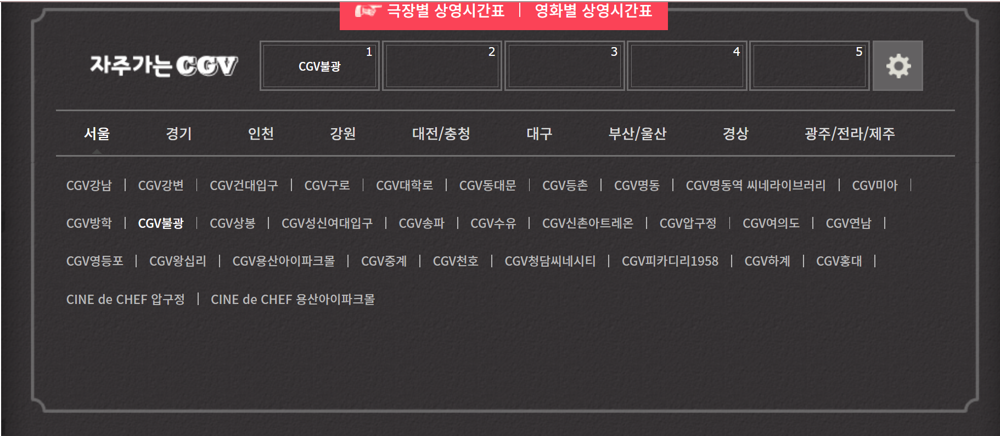 극장별 상영시간표 | 영화별 상영시간표
자주가는 CGV
1
CGV불광
2
3
4
5
서울 경기 인천 강원 대전/충청 대구 부산/울산 경상 광주/전라/제주
CGV강남 | CGV강변 | CGV건대입구 | CGV구로 | CGV대학로 | CGV동대문 | CGV등촌 | CGV명동 | CGV명동역 씨네라이브러리 | CGV미아 |
CGV방학 | CGV불광 | CGV상봉 | CGV성신여대입구 | CGV송파 | CGV수유 | CGV신촌아트레온 | CGV압구정 | CGV여의도 | CGV연남 |
CGV영등포 | CGV왕십리 | CGV용산아이파크몰 | CGV중계 | CGV천호 | CGV청담씨네시티 | CGV피카디리1958 | CGV하계 | CGV홍대 |
CINE de CHEF 압구정 | CINE de CHEF 용산아이파크몰